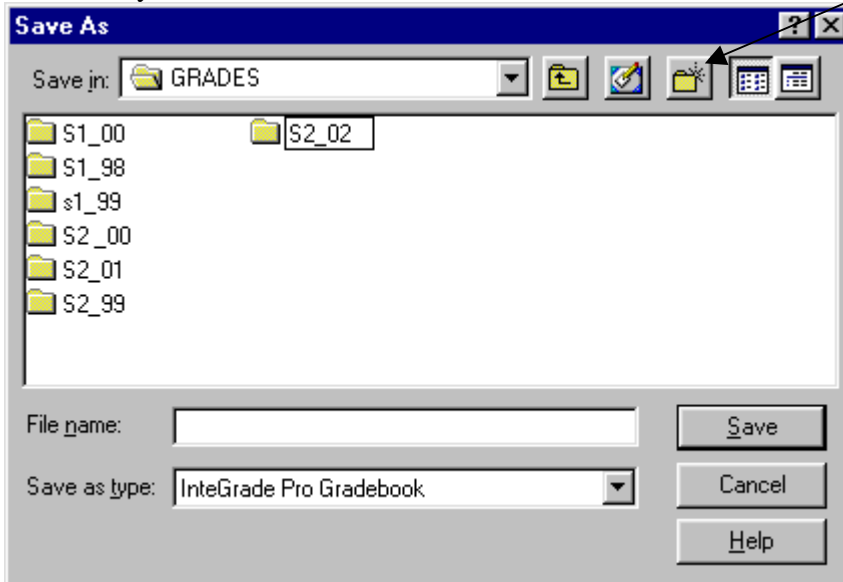 Save As
Save in: GRADES
S1_00 S2_02
S1_98
s1_99
S2_00
S2_01
S2_99
File name: Save
Save as type: InteGrade Pro Gradebook Cancel
Help